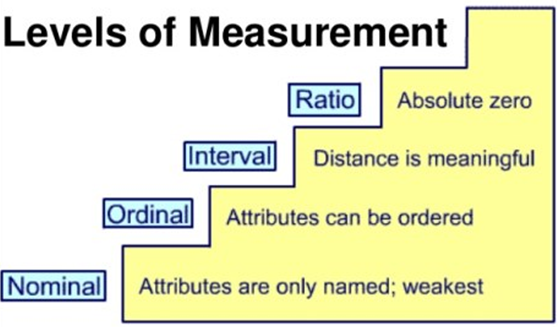 Levels of Measurement
Ratio Absolute zero
Interval Distance is meaningful
Ordinal Attributes can be ordered
Nominal Attributes are only named; weakest